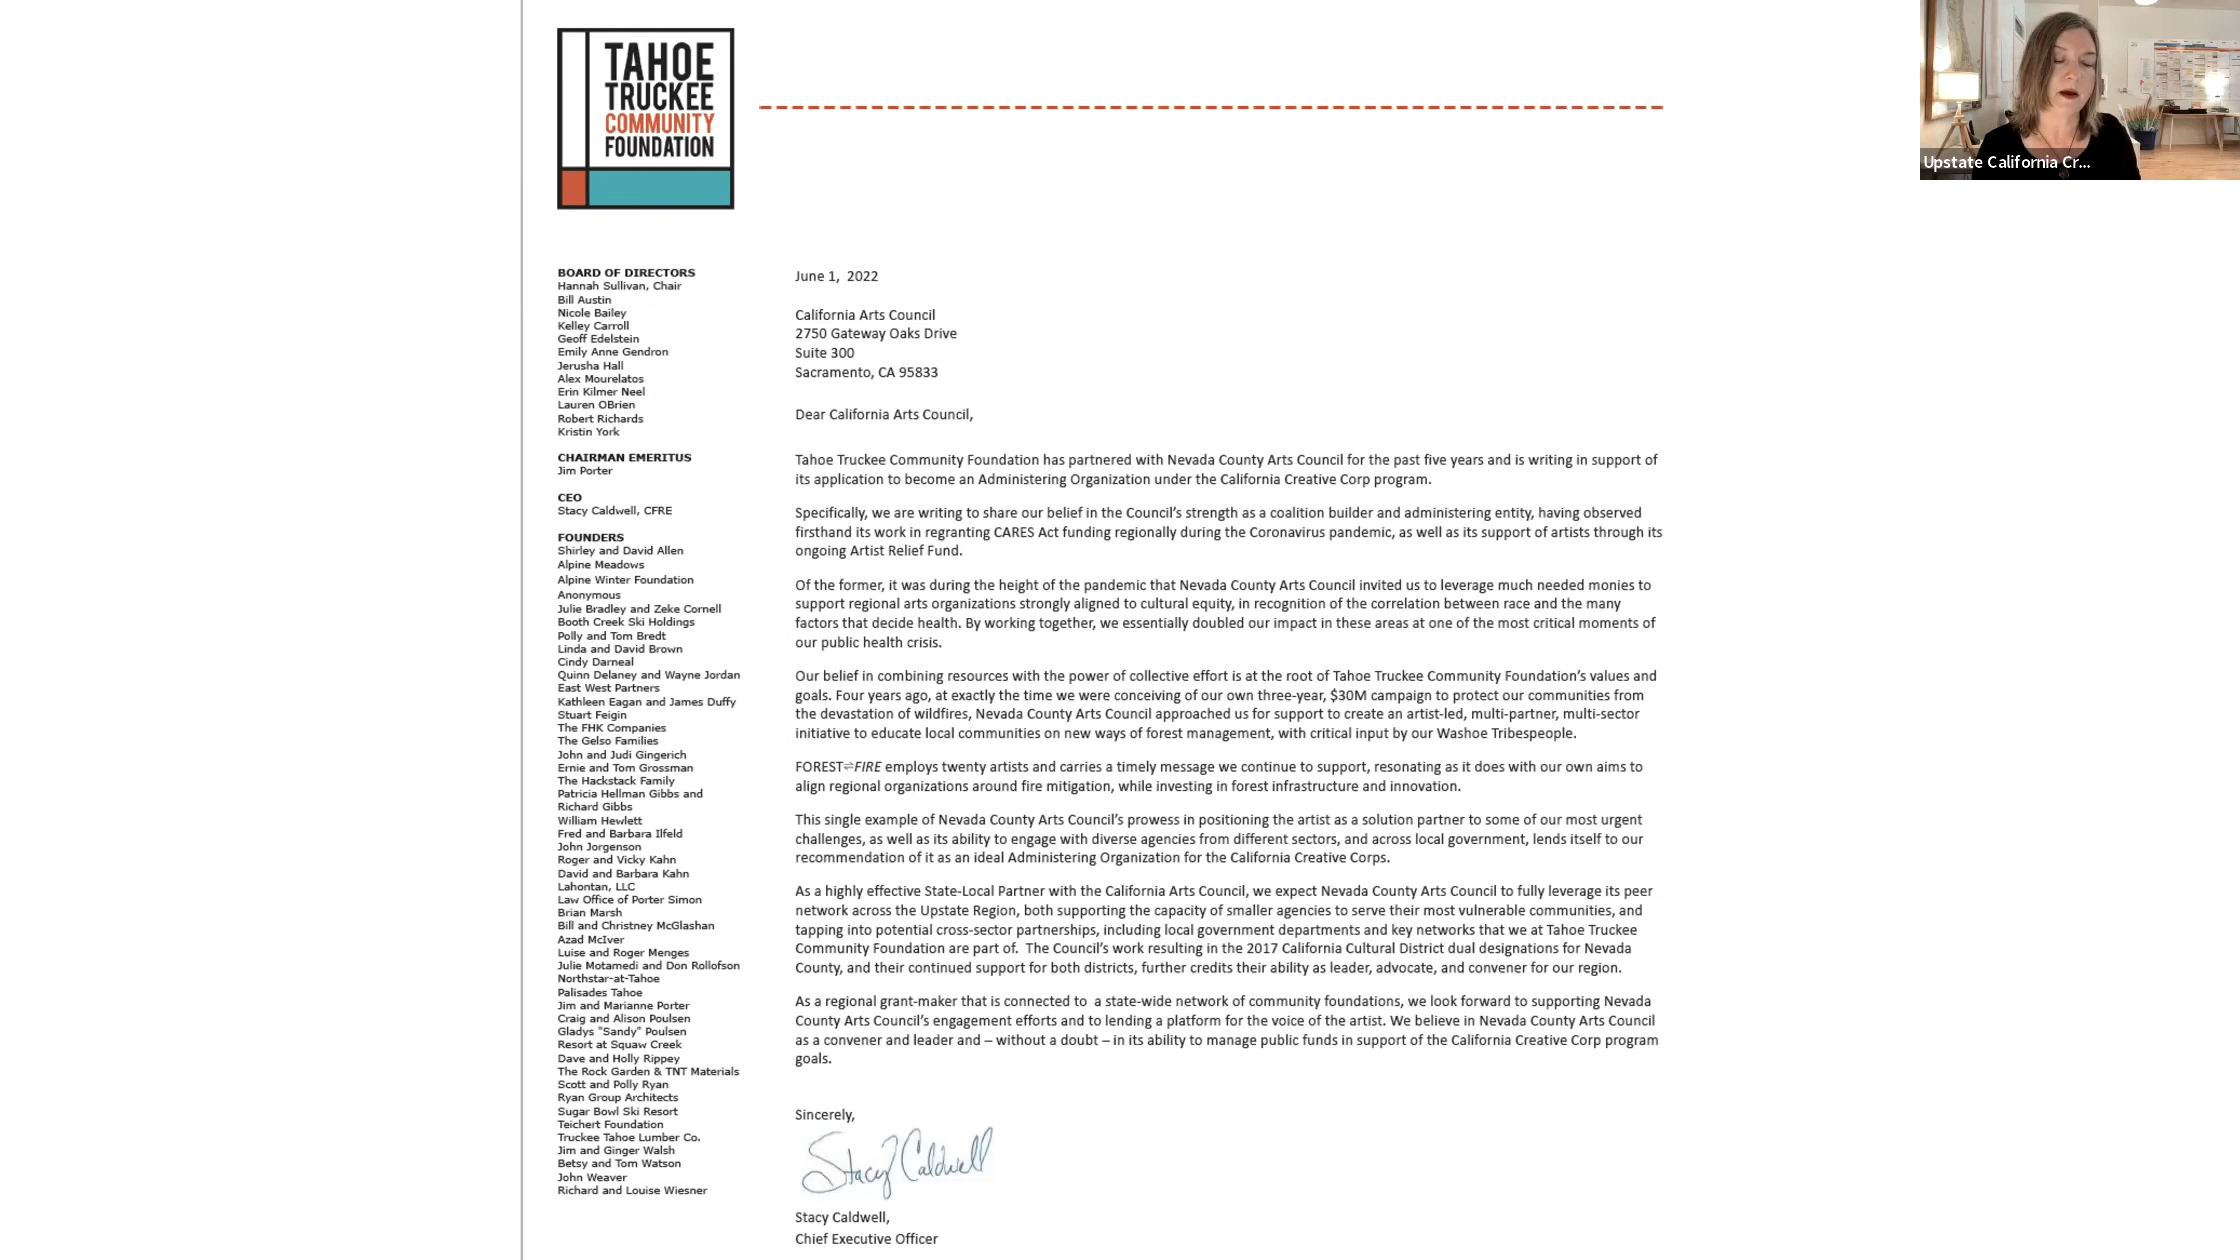 TAHOE
TRUCKEE
COMMUNITY
FOUNDATION
Upstate California Cr...
BOARD OF DIRECTORS
Hannah Sullivan, Chair
Bill Austin
Nicole Bailey
Kelley Carroll
Geoff Edelstein
Emily Anne Gendron
Jerusha Hall
Alex Mourelatos
Erin Kilmer Neel
Lauren OBrien
Robert Richards
Kristin York
CHAIRMAN EMERITUS
Jim Porter
CEO
Stacy Caldwell, CFRE
FOUNDERS
Shirley and David Allen
Alpine Meadows
Alpine Winter Foundation
Anonymous
Julie Bradley and Zeke Cornell
Booth Creek Ski Holdings
Polly and Tom Bredt
Linda and David Brown
Cindy Darneal
Quinn Delaney and Wayne Jordan
East West Partners
Kathleen Eagan and James Duffy
Stuart Feigin
The FHK Companies
The Gelso Families
John and Judi Gingerich
Ernie and Tom Grossman
The Hackstack Family
Patricia Hellman Gibbs and
Richard Gibbs
William Hewlett
Fred and Barbara Ilfeld
John Jorgenson
Roger and Vicky Kahn
David and Barbara Kahn
Lahontan, LLC
Law Office of Porter Simon
Brian Marsh
Bill and Christney McGlashan
Azad McIver
Luise and Roger Menges
Julie Motamedi and Don Rollofson
Northstar-at-Tahoe
Palisades Tahoe
Jim and Marianne Porter
Craig and Alison Poulsen
Gladys "Sandy" Poulsen
Resort at Squaw Creek
Dave and Holly Rippey
The Rock Garden & TNT Materials
Scott and Polly Ryan
Ryan Group Architects
Sugar Bowl Ski Resort
Teichert Foundation
Truckee Tahoe Lumber Co.
Jim and Ginger Walsh
Betsy and Tom Watson
John Weaver
Richard and Louise Wiesner
June 1,  2022
California Arts Council
2750 Gateway Oaks Drive
Suite 300
Sacramento, CA 95833
Dear California Arts Council,
Tahoe Truckee Community Foundation has partnered with Nevada County Arts Council for the past five years and is writing in support of
its application to become an Administering Organization under the California Creative Corp program.
Specifically, we are writing to share our belief in the Council's strength as a coalition builder and administering entity, having observed
firsthand its work in regranting CARES Act funding regionally during the Coronavirus pandemic, as well as its support of artists through its
ongoing Artist Relief Fund.
Of the former, it was during the height of the pandemic that Nevada County Arts Council invited us to leverage much needed monies to
support regional arts organizations strongly aligned to cultural equity, in recognition of the correlation between race and the many
factors that decide health. By working together, we essentially doubled our impact in these areas at one of the most critical moments of
our public health crisis.
Our belief in combining resources with the power of collective effort is at the root of Tahoe Truckee Community Foundation's values and
goals. Four years ago, at exactly the time we were conceiving of our own three-year, $30M campaign to protect our communities from
the devastation of wildfires, Nevada County Arts Council approached us for support to create an artist-led, multi-partner, multi-sector
initiative to educate local communities on new ways of forest management, with critical input by our Washoe Tribespeople.
FOREST⇌FIRE employs twenty artists and carries a timely message we continue to support, resonating as it does with our own aims to
align regional organizations around fire mitigation, while investing in forest infrastructure and innovation.
This single example of Nevada County Arts Council's prowess in positioning the artist as a solution partner to some of our most urgent
challenges, as well as its ability to engage with diverse agencies from different sectors, and across local government, lends itself to our
recommendation of it as an ideal Administering Organization for the California Creative Corps.
As a highly effective State-Local Partner with the California Arts Council, we expect Nevada County Arts Council to fully leverage its peer
network across the Upstate Region, both supporting the capacity of smaller agencies to serve their most vulnerable communities, and
tapping into potential cross-sector partnerships, including local government departments and key networks that we at Tahoe Truckee
Community Foundation are part of.  The Council's work resulting in the 2017 California Cultural District dual designations for Nevada
County, and their continued support for both districts, further credits their ability as leader, advocate, and convener for our region.
As a regional grant-maker that is connected to  a state-wide network of community foundations, we look forward to supporting Nevada
County Arts Council's engagement efforts and to lending a platform for the voice of the artist. We believe in Nevada County Arts Council
as a convener and leader and – without a doubt – in its ability to manage public funds in support of the California Creative Corp program
goals.
Sincerely,
Stacy Caldwell
Stacy Caldwell,
Chief Executive Officer